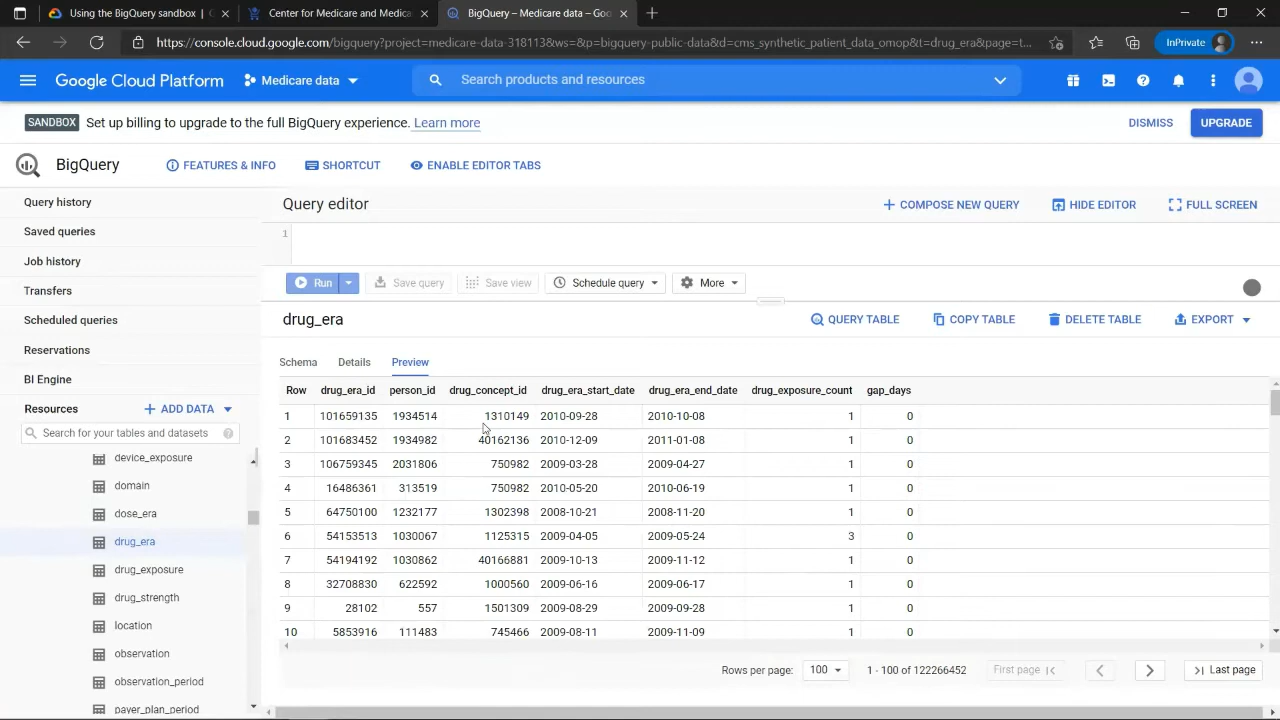 Using the BigQuery sandbox | G
Center for Medicare and Medica
BigQuery – Medicare data – Goo
https://console.cloud.google.com/bigquery?project=medicare-data-318113&ws=&p=bigquery-public-data&d=cms_synthetic_patient_data_omop&t=drug_era&page=t...
InPrivate
Google Cloud Platform
Medicare data
Search products and resources
SANDBOX Set up billing to upgrade to the full BigQuery experience. Learn more
DISMISS
UPGRADE
BigQuery
FEATURES & INFO
SHORTCUT
ENABLE EDITOR TABS
Query history
Saved queries
Job history
Transfers
Scheduled queries
Reservations
BI Engine
Resources
ADD DATA
Search for your tables and datasets
device_exposure
domain
dose_era
drug_era
drug_exposure
drug_strength
location
observation
observation_period
payer_plan_period
Query editor
COMPOSE NEW QUERY
HIDE EDITOR
FULL SCREEN
1
Run
Save query
Save view
Schedule query
More
drug_era
QUERY TABLE
COPY TABLE
DELETE TABLE
EXPORT
Schema Details Preview
Row drug_era_id person_id drug_concept_id drug_era_start_date drug_era_end_date drug_exposure_count gap_days
1 101659135 1934514 1310149 2010-09-28 2010-10-08 1 0
2 101683452 1934982 40162136 2010-12-09 2011-01-08 1 0
3 106759345 2031806 750982 2009-03-28 2009-04-27 1 0
4 16486361 313519 750982 2010-05-20 2010-06-19 1 0
5 64750100 1232177 1302398 2008-10-21 2008-11-20 1 0
6 54153513 1030067 1125315 2009-04-05 2009-05-24 3 0
7 54194192 1030862 40166881 2009-10-13 2009-11-12 1 0
8 32708830 622592 1000560 2009-06-16 2009-06-17 1 0
9 28102 557 1501309 2009-08-29 2009-09-28 1 0
10 5853916 111483 745466 2009-08-11 2009-11-09 1 0
Rows per page: 100 1 - 100 of 122266452 First page Last page